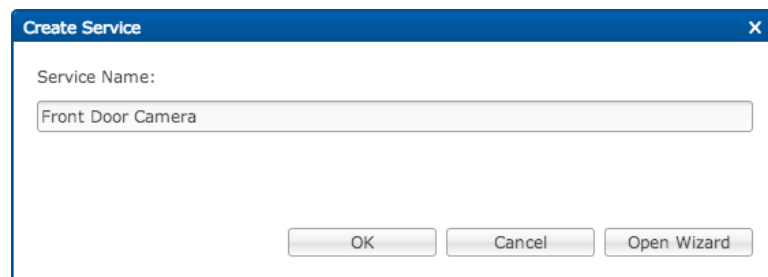 Create Service
Service Name:
Front Door Camera
OK Cancel Open Wizard